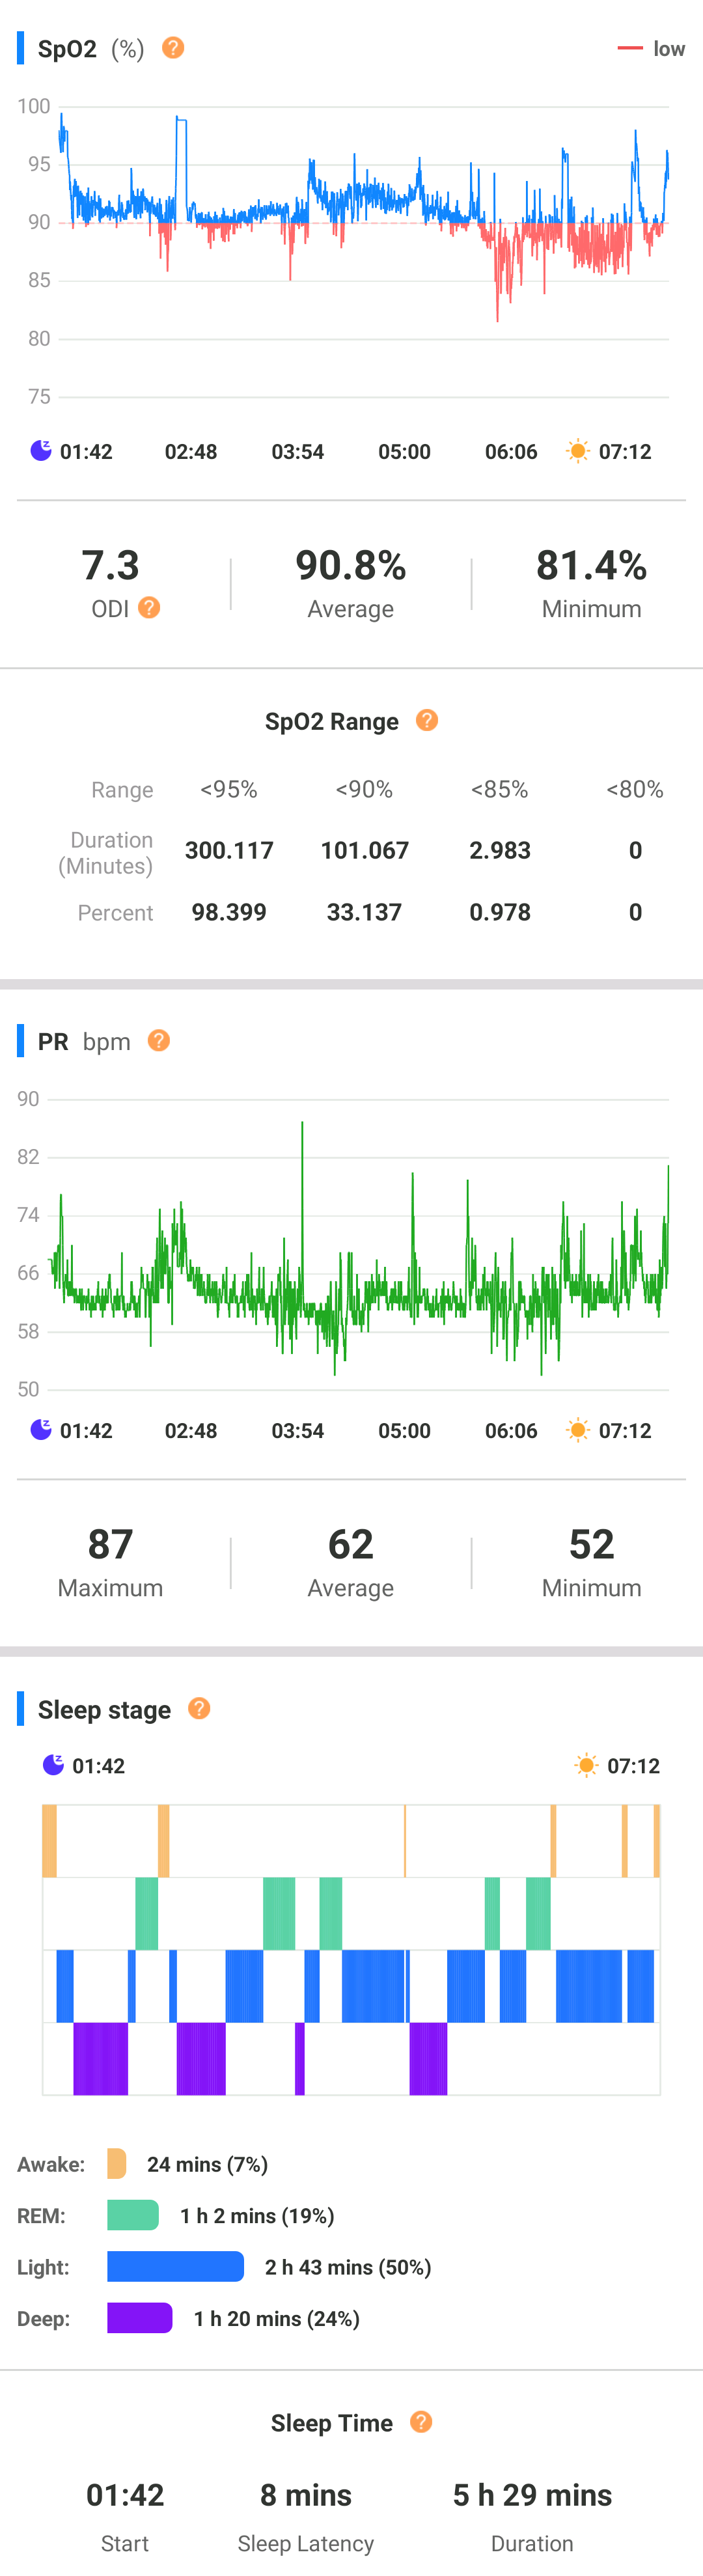 SpO2 (%) ? low
100
95
90
85
80
75
z 01:42 02:48 03:54 05:00 06:06 07:12
7.3 90.8% 81.4%
ODI ? Average Minimum
SpO2 Range ?
Range <95% <90% <85% <80%
Duration
(Minutes) 300.117 101.067 2.983 0
Percent 98.399 33.137 0.978 0
PR bpm ?
90
82
74
66
58
50
z 01:42 02:48 03:54 05:00 06:06 07:12
87 62 52
Maximum Average Minimum
Sleep stage ?
z 01:42 07:12
Awake: 24 mins (7%)
REM: 1 h 2 mins (19%)
Light: 2 h 43 mins (50%)
Deep: 1 h 20 mins (24%)
Sleep Time ?
01:42 8 mins 5 h 29 mins
Start Sleep Latency Duration